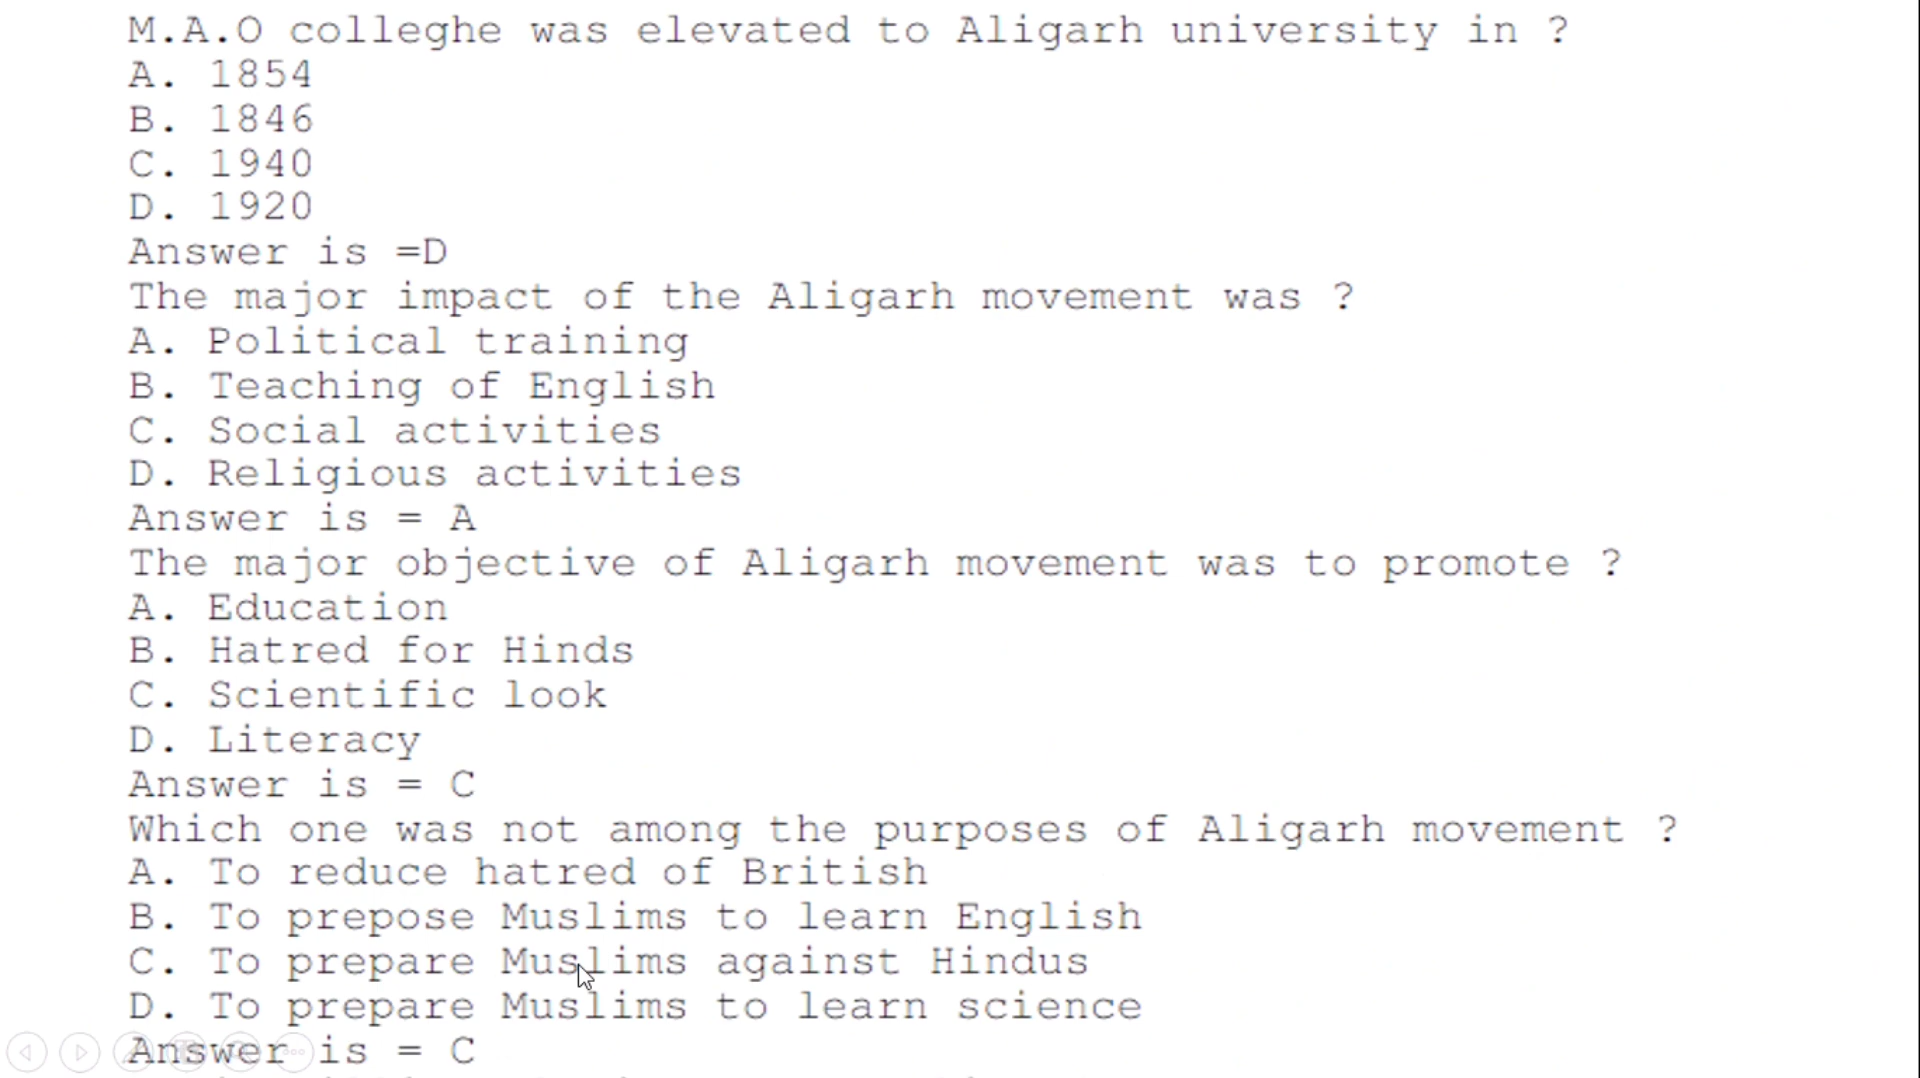 M.A.O colleghe was elevated to Aligarh university in ?
A. 1854
B. 1846
C. 1940
D. 1920
Answer is =D
The major impact of the Aligarh movement was ?
A. Political training
B. Teaching of English
C. Social activities
D. Religious activities
Answer is = A
The major objective of Aligarh movement was to promote ?
A. Education
B. Hatred for Hinds
C. Scientific look
D. Literacy
Answer is = C
Which one was not among the purposes of Aligarh movement ?
A. To reduce hatred of British
B. To prepose Muslims to learn English
C. To prepare Muslims against Hindus
D. To prepare Muslims to learn science
Answer is = C